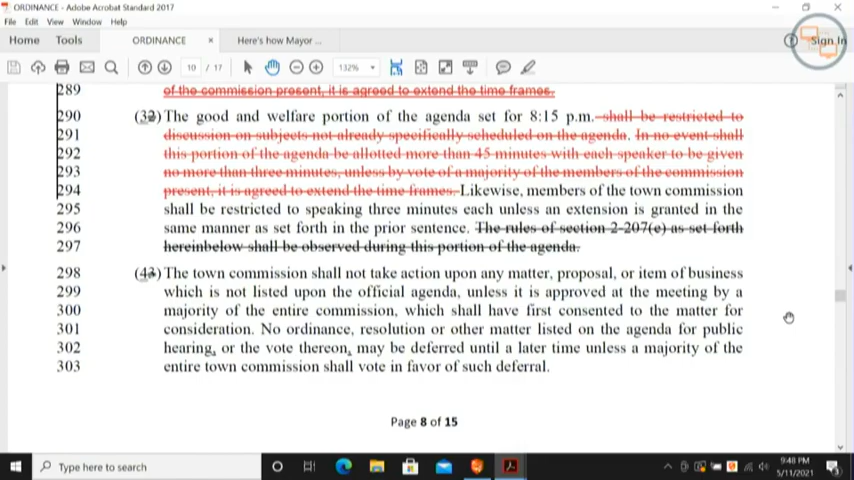 ORDINANCE - Adobe Acrobat Standard 2017
File Edit View Window Help
Home Tools ORDINANCE × Here's how Mayor ... Sign In
10 / 17 132%
289 of the commission present, it is agreed to extend the time frames.
290 (32) The good and welfare portion of the agenda set for 8:15 p.m. shall be restricted to
291 discussion on subjects not already specifically scheduled on the agenda. In no event shall
292 this portion of the agenda be allotted more than 45 minutes with each speaker to be given
293 no more than three minutes, unless by vote of a majority of the members of the commission
294 present, it is agreed to extend the time frames. Likewise, members of the town commission
295 shall be restricted to speaking three minutes each unless an extension is granted in the
296 same manner as set forth in the prior sentence. The rules of section 2-207(e) as set forth
297 hereinbelow shall be observed during this portion of the agenda.
298 (43) The town commission shall not take action upon any matter, proposal, or item of business
299 which is not listed upon the official agenda, unless it is approved at the meeting by a
300 majority of the entire commission, which shall have first consented to the matter for
301 consideration. No ordinance, resolution or other matter listed on the agenda for public
302 hearing, or the vote thereon, may be deferred until a later time unless a majority of the
303 entire town commission shall vote in favor of such deferral.
Page 8 of 15
Type here to search
9:48 PM
5/11/2021